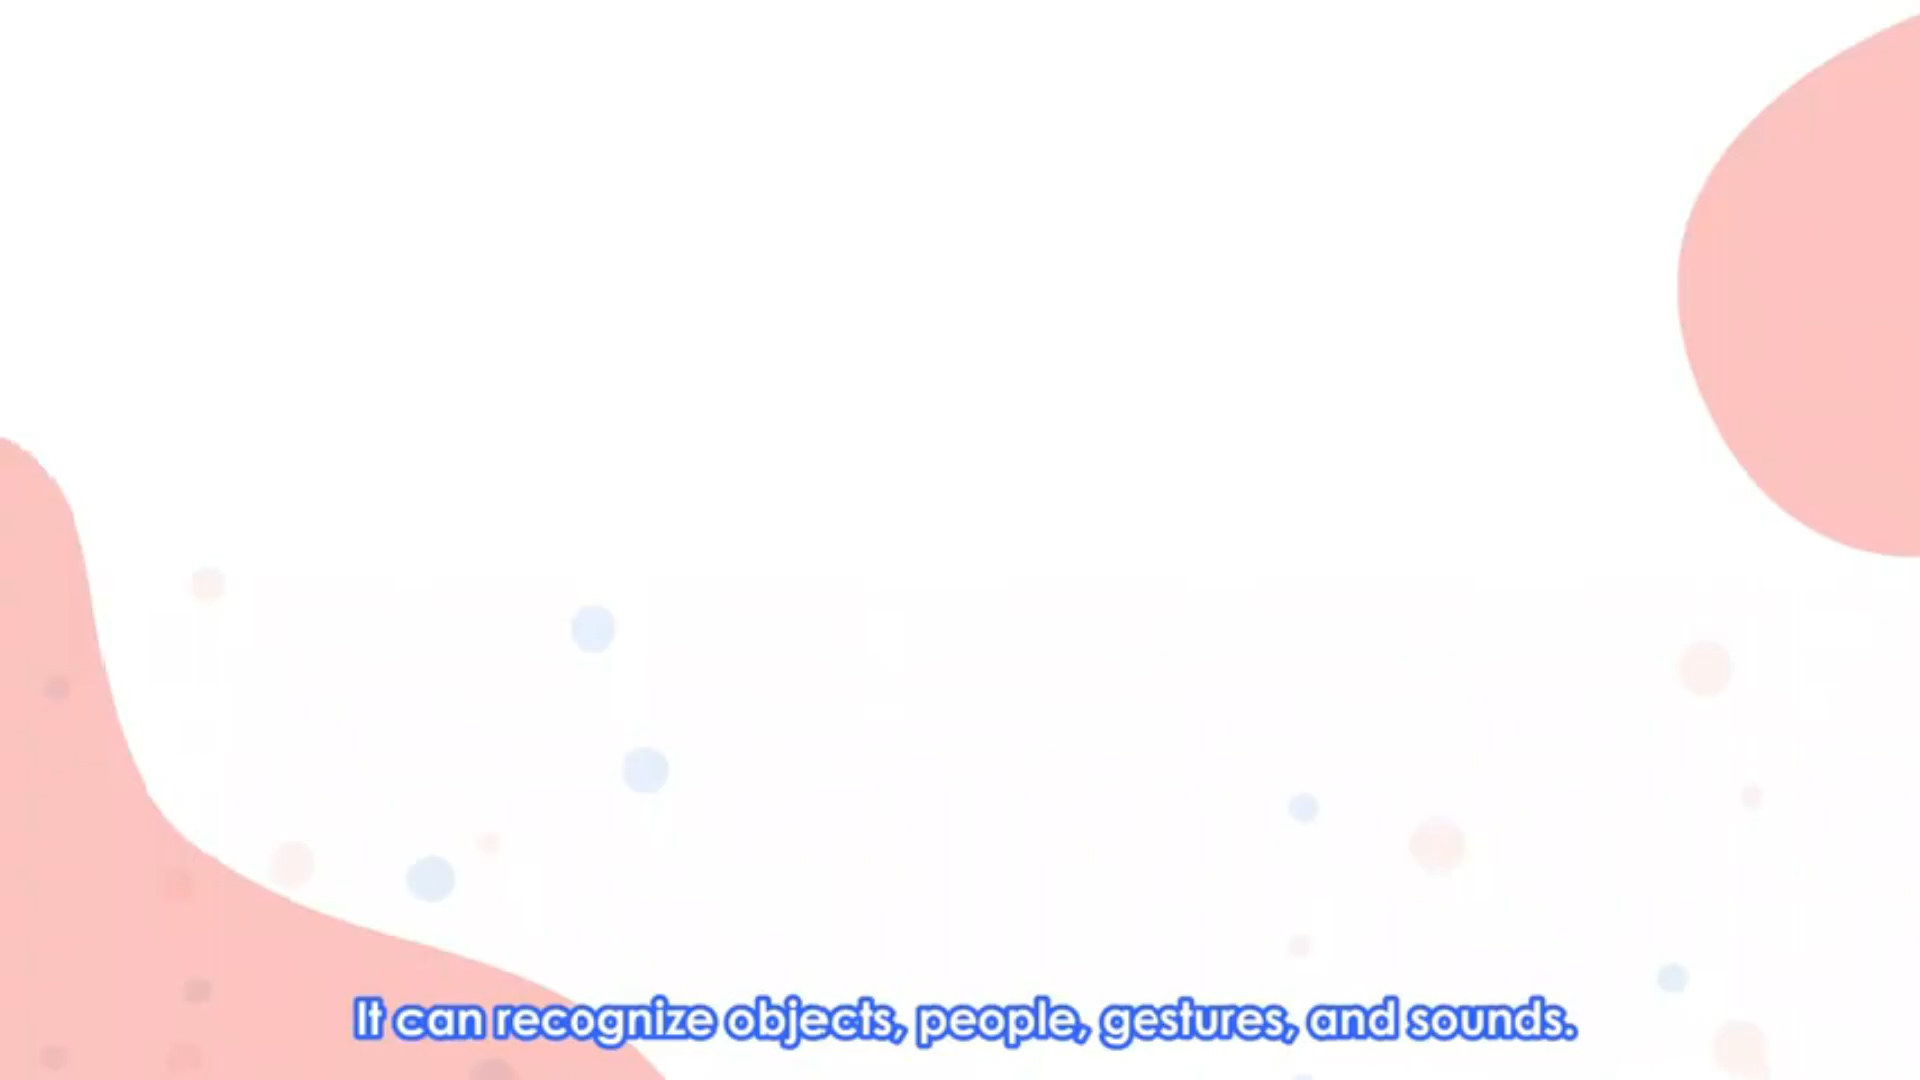 It can recognize objects, people, gestures, and sounds.